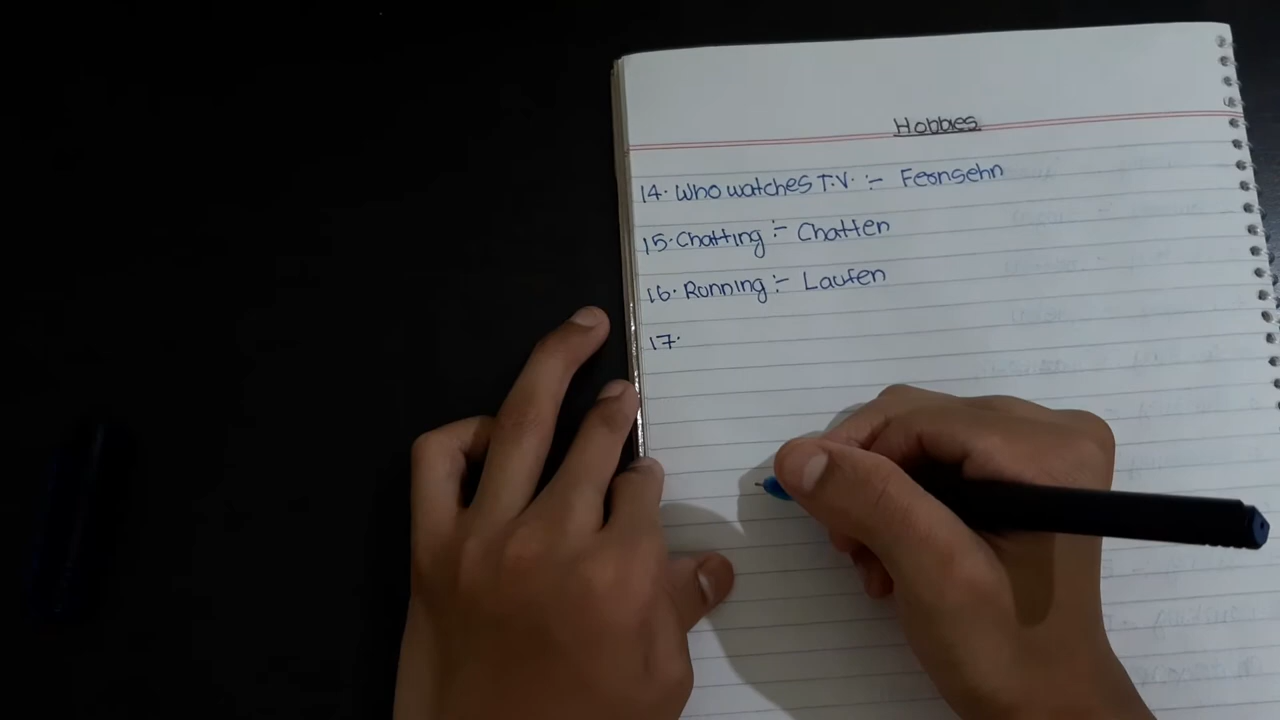 Hobbies
14. Who watches T.V. :- Fernsehn
15. Chatting :- Chatten
16. Running :- Laufen
17.